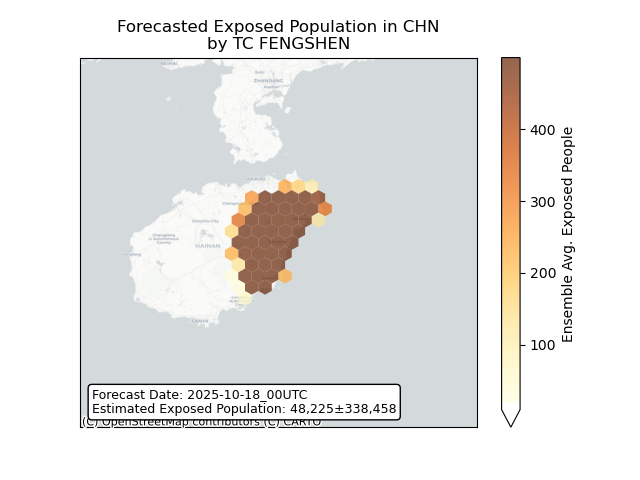 Forecasted Exposed Population in CHN
by TC FENGSHEN
ZHANJIANG
HAINAN
SANYA
400
300
200
100
Ensemble Avg. Exposed People
Forecast Date: 2025-10-18_00UTC
Estimated Exposed Population: 48,225±338,458
(C) OpenStreetMap contributors (C) CARTO